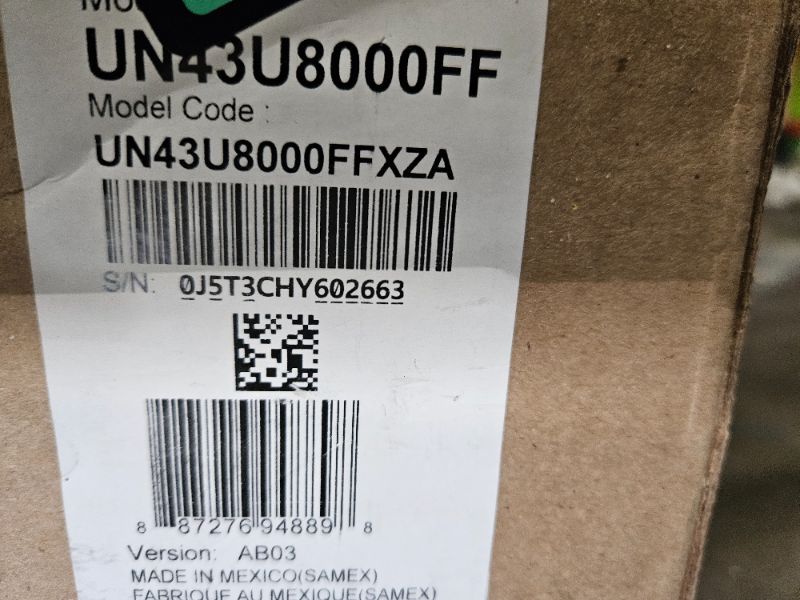 UN43U8000FF
Model Code :
UN43U8000FFXZA
S/N: 0J5T3CHY602663
8 87276 94889 8
Version: AB03
MADE IN MEXICO(SAMEX)
FABRIQUE AU MEXIQUE(SAMEX)